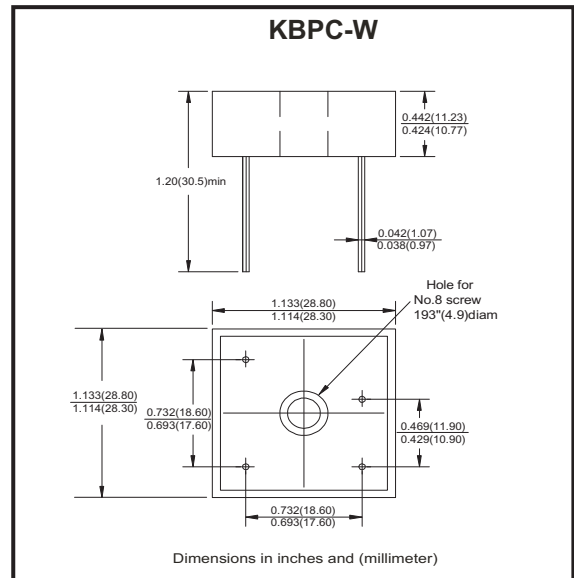 KBPC-W
0.442(11.23)
0.424(10.77)
1.20(30.5)min
0.042(1.07)
0.038(0.97)
Hole for
No.8 screw
193"(4.9)diam
1.133(28.80)
1.114(28.30)
1.133(28.80)
1.114(28.30)
0.732(18.60)
0.693(17.60)
0.469(11.90)
0.429(10.90)
0.732(18.60)
0.693(17.60)
Dimensions in inches and (millimeter)